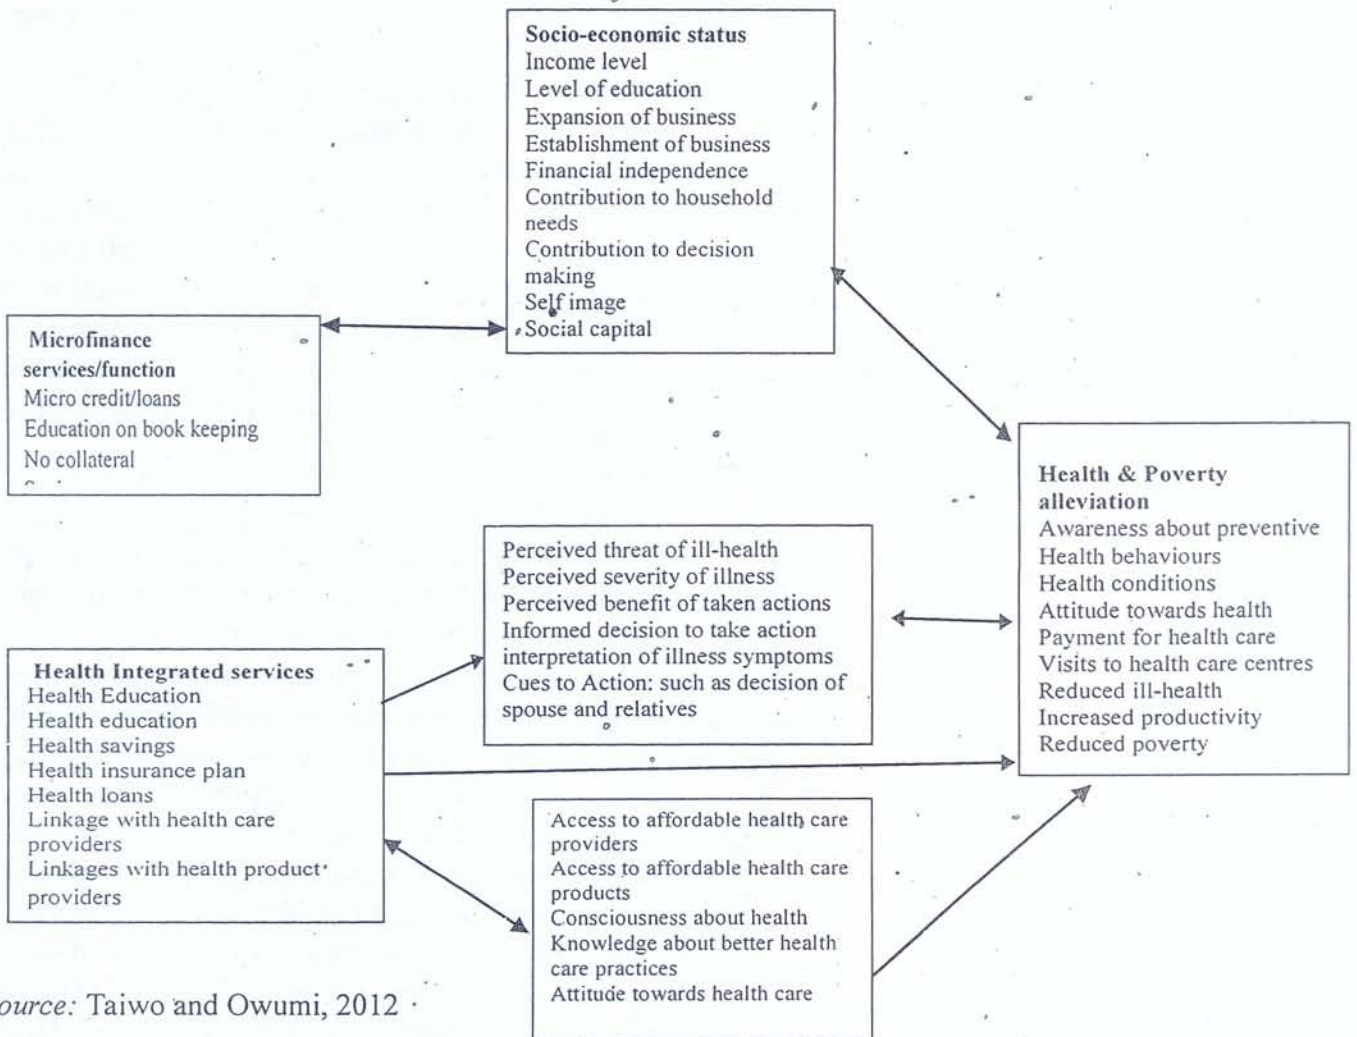 Socio-economic status
Income level
Level of education
Expansion of business
Establishment of business
Financial independence
Contribution to household
needs
Contribution to decision
making
Self image
Social capital
Microfinance
services/function
Micro credit/loans
Education on book keeping
No collateral
Health & Poverty
alleviation
Awareness about preventive
Health behaviours
Health conditions
Attitude towards health
Payment for health care
Visits to health care centres
Reduced ill-health
Increased productivity
Reduced poverty
Perceived threat of ill-health
Perceived severity of illness
Perceived benefit of taken actions
Informed decision to take action
interpretation of illness symptoms
Cues to Action: such as decision of
spouse and relatives
Health Integrated services
Health Education
Health education
Health savings
Health insurance plan
Health loans
Linkage with health care
providers
Linkages with health product
providers
Access to affordable health care
providers
Access to affordable health care
products
Consciousness about health
Knowledge about better health
care practices
Attitude towards health care
ource: Taiwo and Owumi, 2012